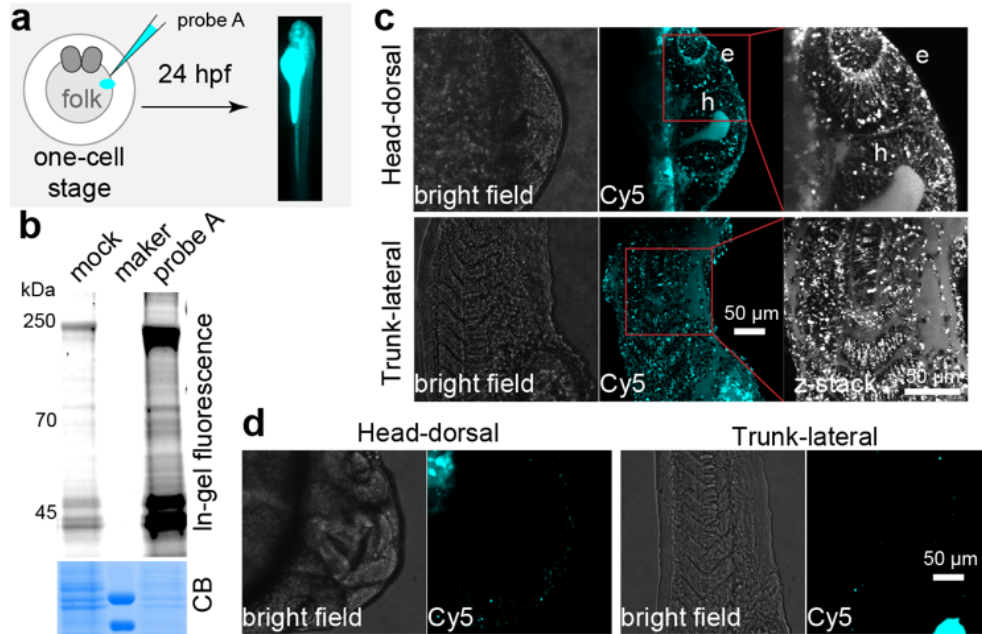 a
probe A
24 hpf
folk
one-cell
stage
b
mock
maker
probe A
kDa
250
70
45
In-gel fluorescence
CB
c
Head-dorsal
bright field
Cy5
e
h
e
h
Trunk-lateral
bright field
Cy5
50 µm
z-stack
50 µm
d
Head-dorsal
Trunk-lateral
bright field
Cy5
bright field
Cy5
50 µm